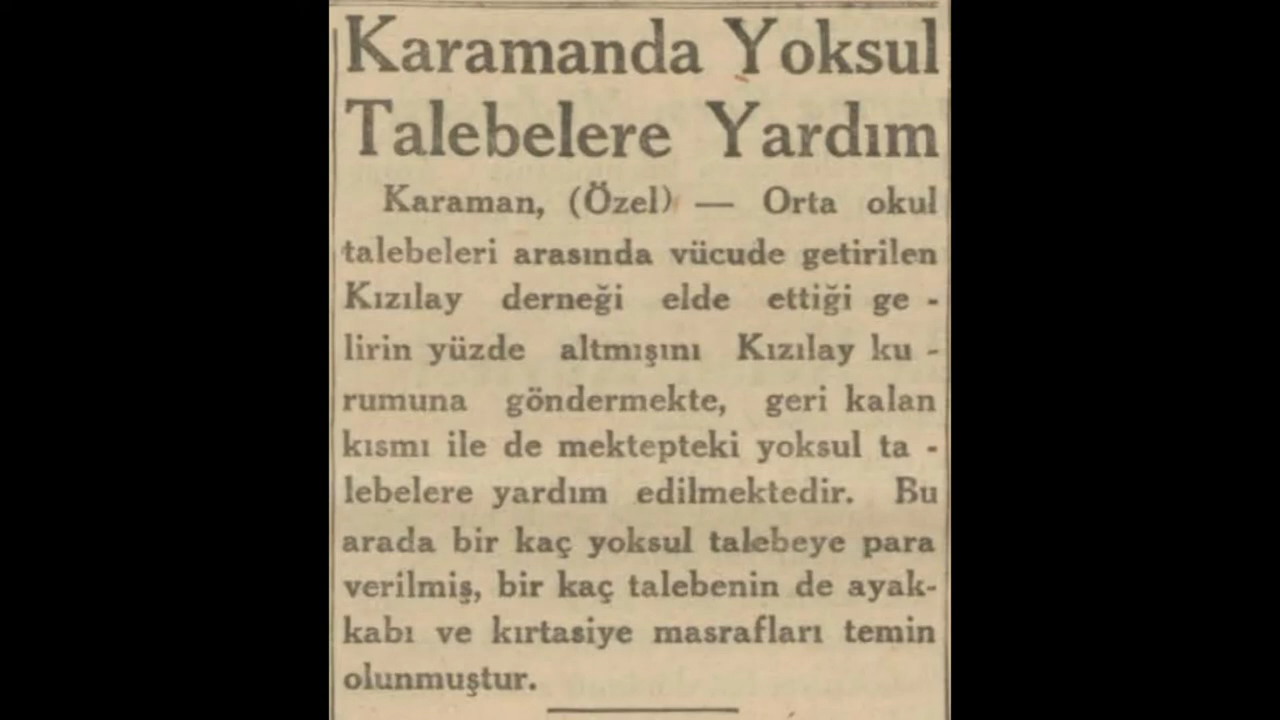 Karamanda Yoksul
Talebelere Yardım
Karaman, (Özel) — Orta okul
talebeleri arasında vücude getirilen
Kızılay derneği elde ettiği ge -
lirin yüzde altmışını Kızılay ku -
rumuna göndermekte, geri kalan
kısmı ile de mektepteki yoksul ta -
lebelere yardım edilmektedir. Bu
arada bir kaç yoksul talebeye para
verilmiş, bir kaç talebenin de ayak-
kabı ve kırtasiye masrafları temin
olunmuştur.